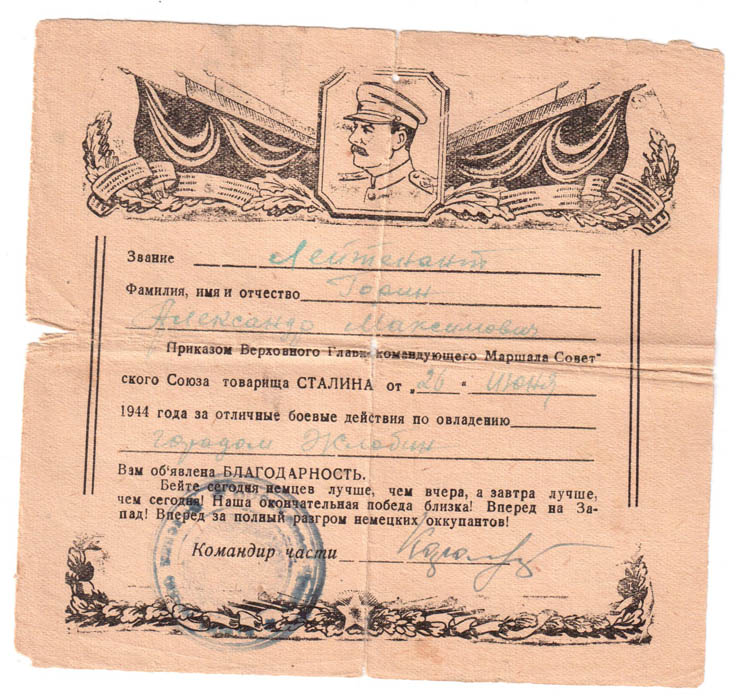 Звание Лейтенант
Фамилия, имя и отчество Горин
Александр Максимович
Приказом Верховного Главнокомандующего Маршала Совет-
ского Союза товарища СТАЛИНА от „26" июня
1944 года за отличные боевые действия по овладению
городом Жлобин
Вам об'явлена БЛАГОДАРНОСТЬ.
Бейте сегодня немцев лучше, чем вчера, а завтра лучше,
чем сегодня! Наша окончательная победа близка! Вперед на За-
пад! Вперед за полный разгром немецких оккупантов!
Командир части